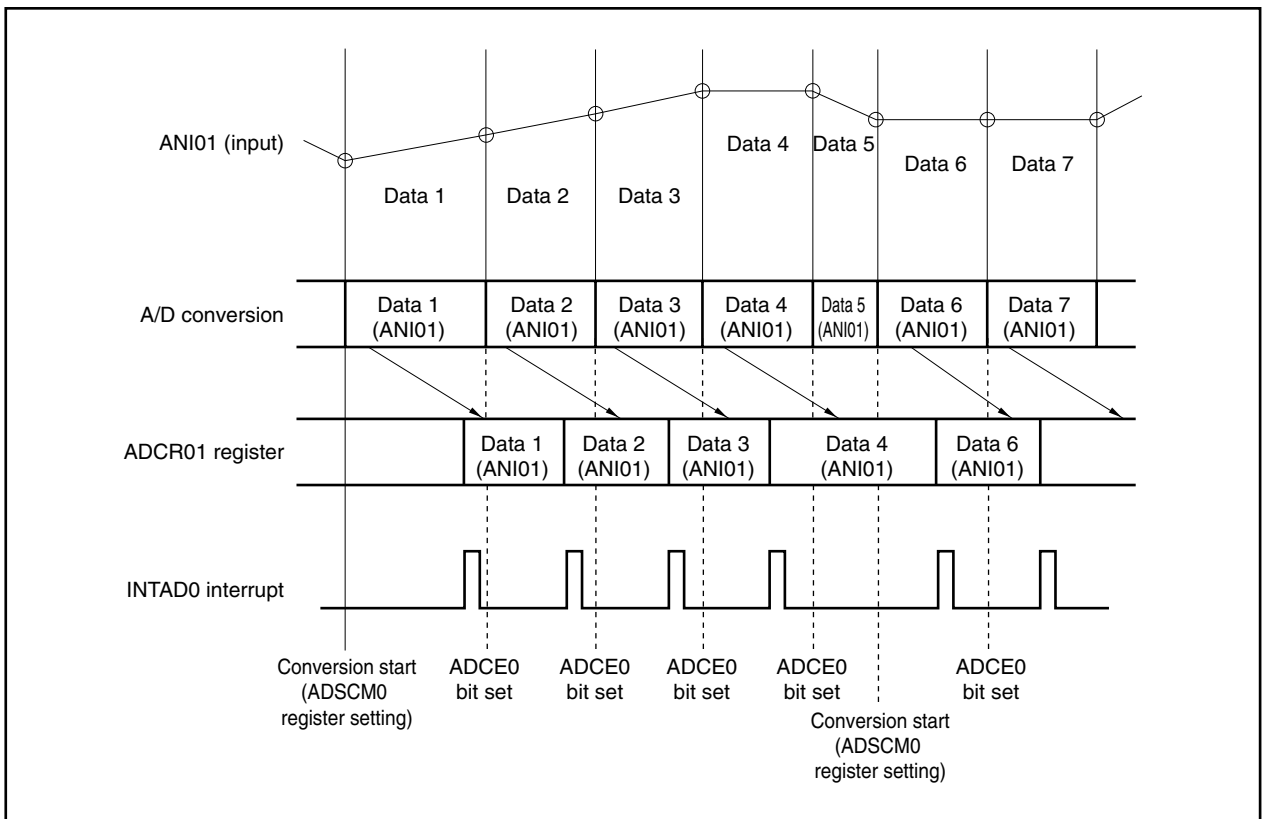 ANI01 (input)
Data 1
Data 2
Data 3
Data 4
Data 5
Data 6
Data 7
A/D conversion
Data 1
(ANI01)
Data 2
(ANI01)
Data 3
(ANI01)
Data 4
(ANI01)
Data 5
(ANI01)
Data 6
(ANI01)
Data 7
(ANI01)
ADCR01 register
Data 1
(ANI01)
Data 2
(ANI01)
Data 3
(ANI01)
Data 4
(ANI01)
Data 6
(ANI01)
INTAD0 interrupt
Conversion start
(ADSCM0
register setting)
ADCE0
bit set
ADCE0
bit set
ADCE0
bit set
ADCE0
bit set
Conversion start
(ADSCM0
register setting)
ADCE0
bit set